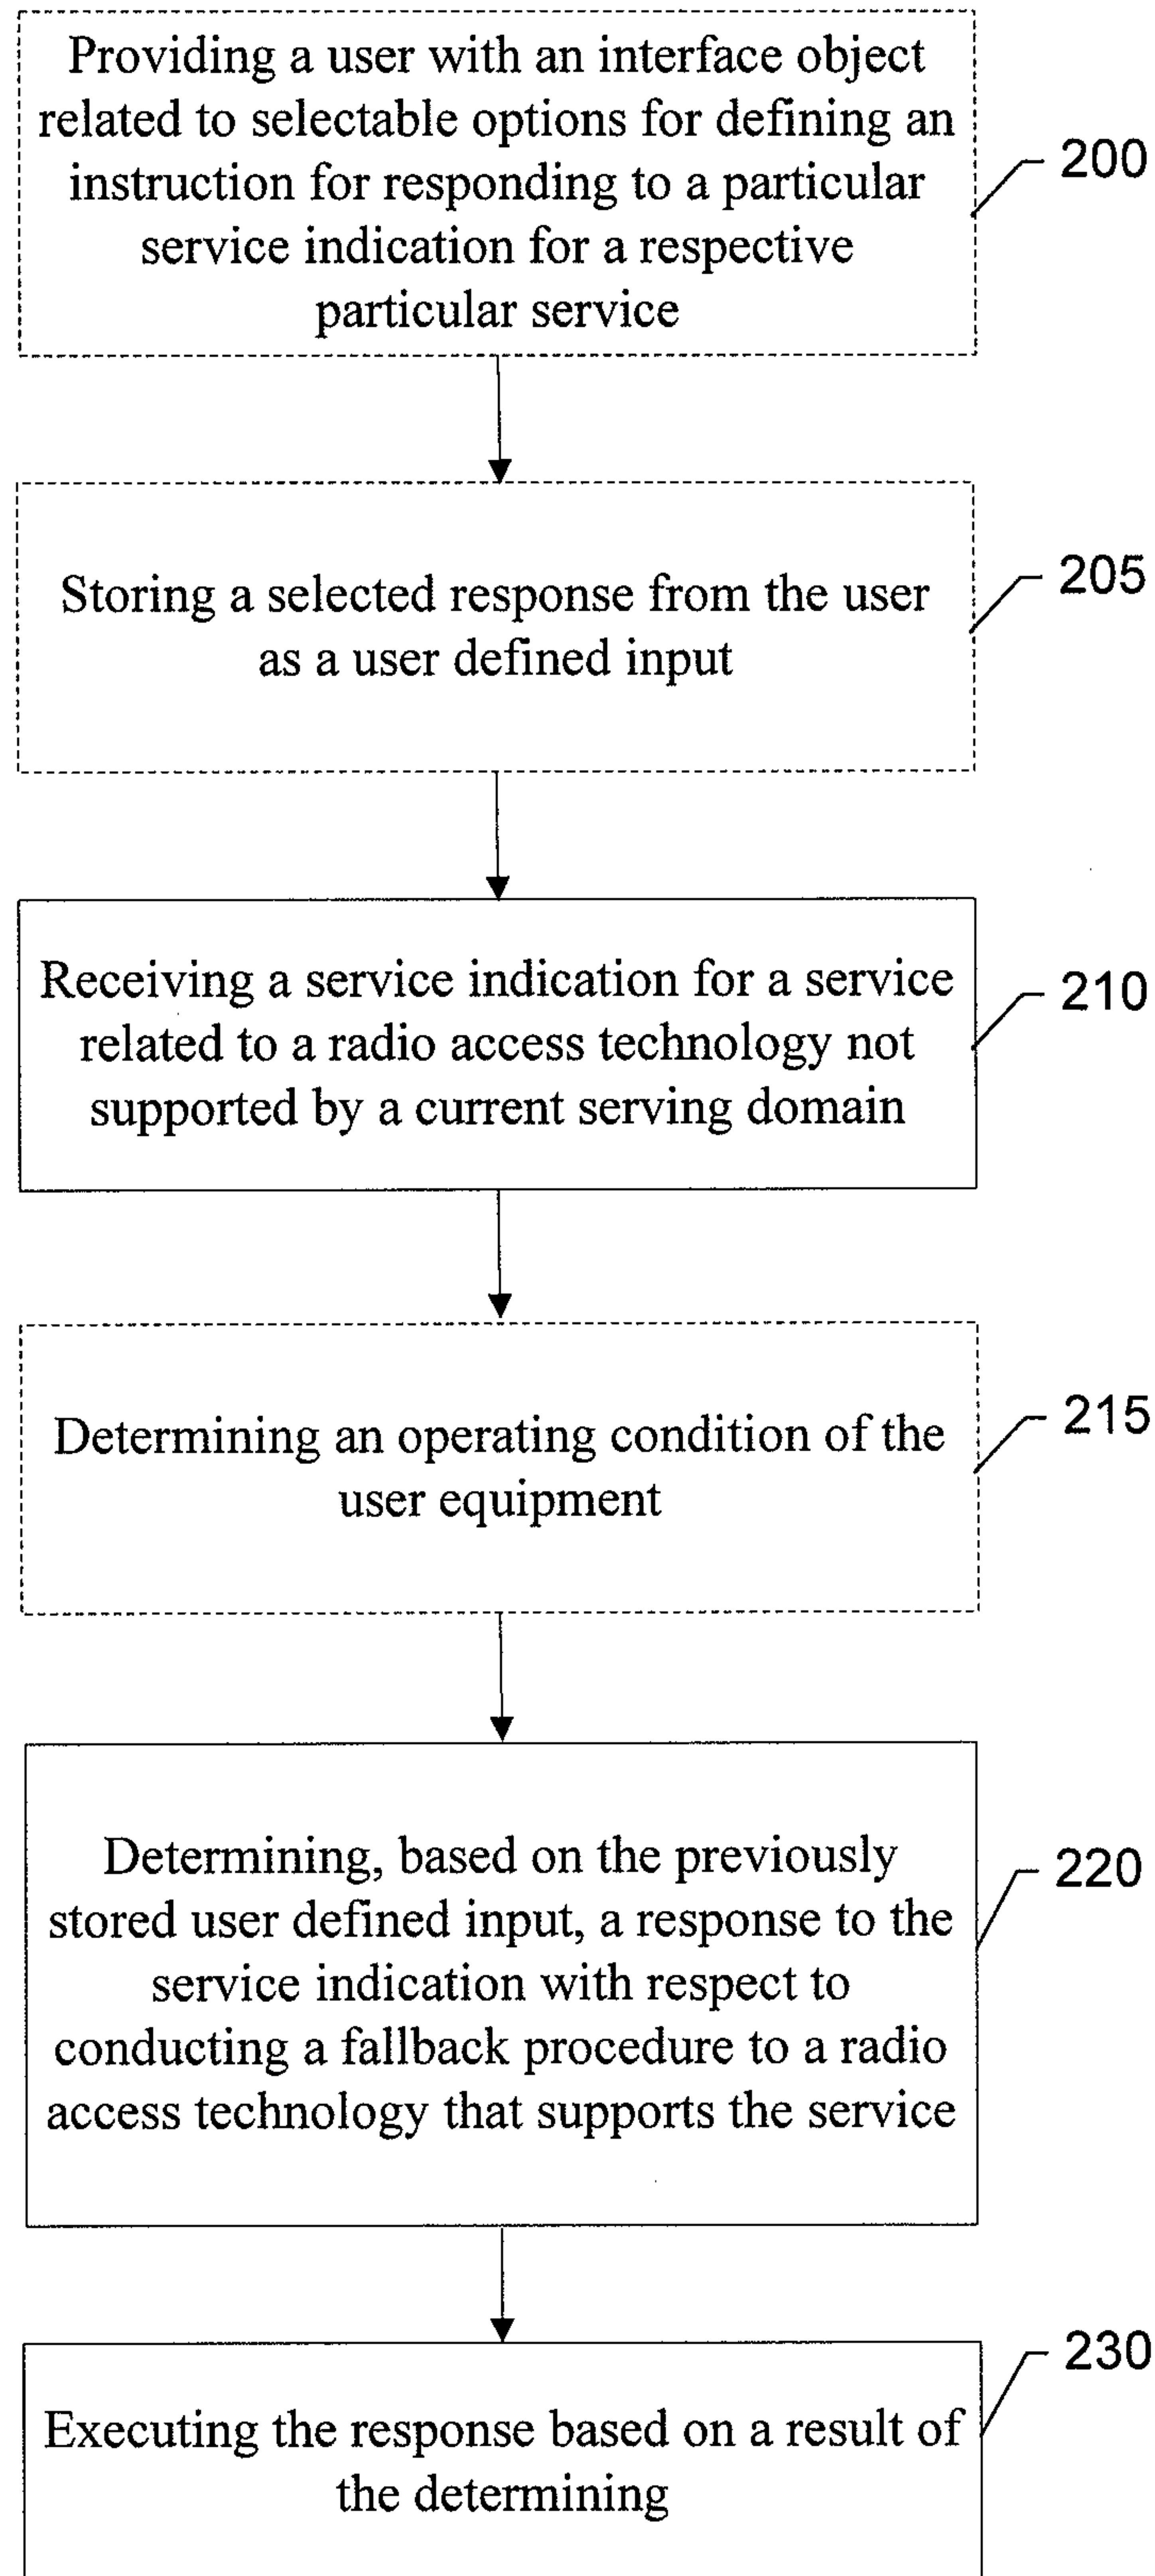 Providing a user with an interface object
related to selectable options for defining an
instruction for responding to a particular
service indication for a respective
particular service
200
Storing a selected response from the user
as a user defined input
205
Receiving a service indication for a service
related to a radio access technology not
supported by a current serving domain
210
Determining an operating condition of the
user equipment
215
Determining, based on the previously
stored user defined input, a response to the
service indication with respect to
conducting a fallback procedure to a radio
access technology that supports the service
220
Executing the response based on a result of
the determining
230